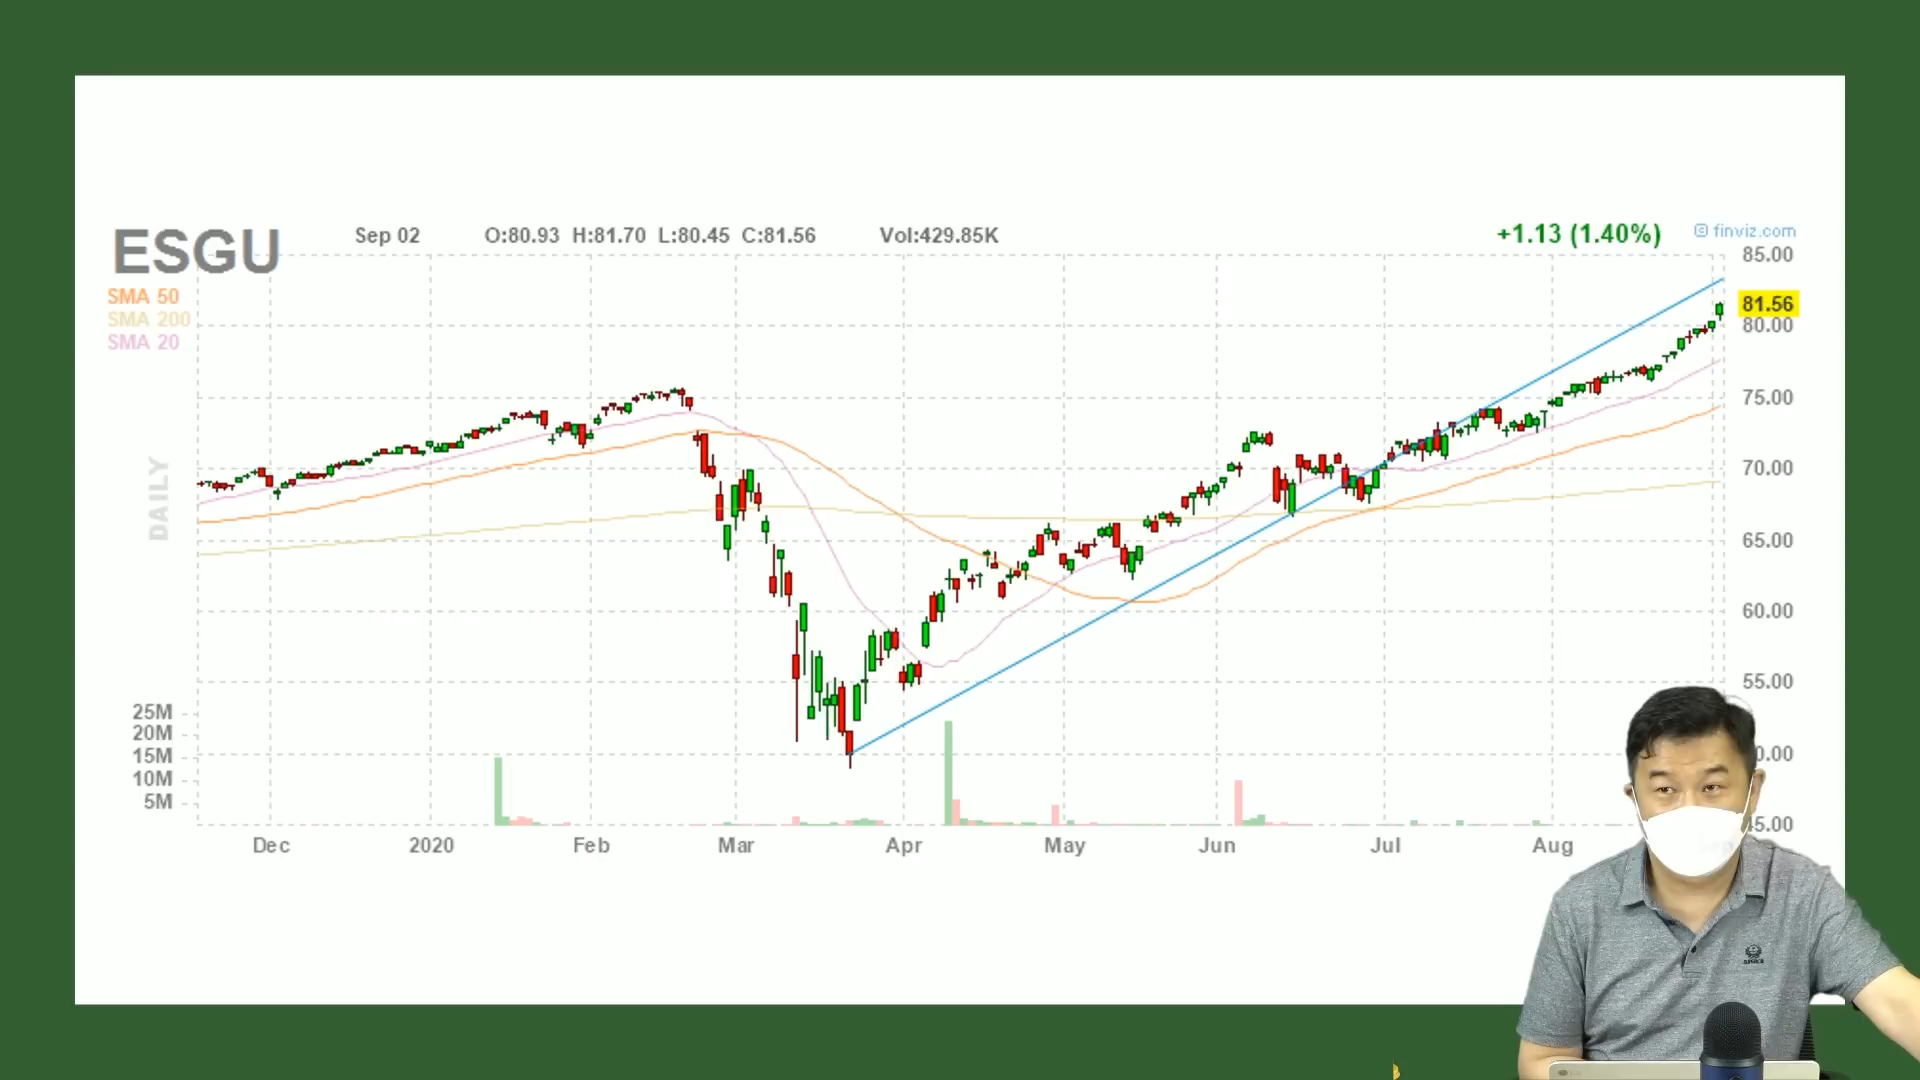 ESGU Sep 02 O:80.93 H:81.70 L:80.45 C:81.56 Vol:429.85K +1.13 (1.40%) © finviz.com
85.00
SMA 50
81.56
SMA 200
80.00
SMA 20
75.00
70.00
DAILY
65.00
60.00
55.00
25M
20M
15M
10M
5M
Dec 2020 Feb Mar Apr May Jun Jul Aug